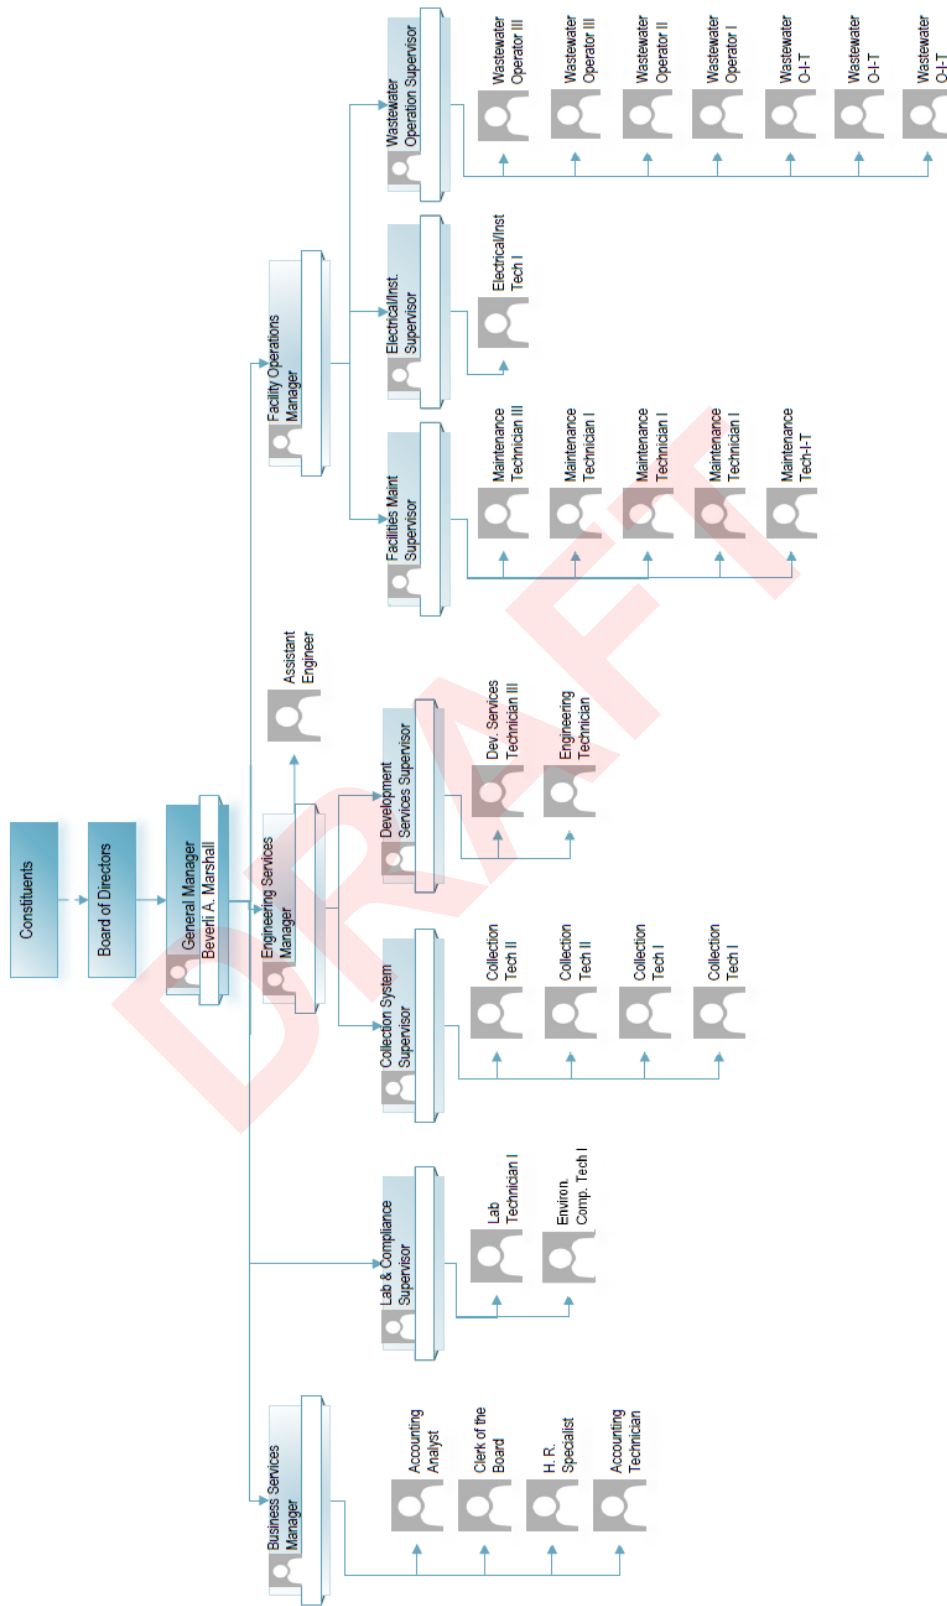 Constituents
Board of Directors
General Manager
Beverli A. Marshall
Business Services
Manager
Accounting
Analyst
Clerk of the
Board
H. R.
Specialist
Accounting
Technician
Lab & Compliance
Supervisor
Lab
Technician I
Environ.
Comp. Tech I
Engineering Services
Manager
Assistant
Engineer
Collection System
Supervisor
Collection
Tech II
Collection
Tech II
Collection
Tech I
Collection
Tech I
Development
Services Supervisor
Dev. Services
Technician III
Engineering
Technician
Facility Operations
Manager
Facilities Maint
Supervisor
Maintenance
Technician III
Maintenance
Technician I
Maintenance
Technician I
Maintenance
Technician I
Maintenance
Tech-I-T
Electrical/Inst.
Supervisor
Electrical/Inst
Tech I
Wastewater
Operation Supervisor
Wastewater
Operator III
Wastewater
Operator III
Wastewater
Operator II
Wastewater
Operator I
Wastewater
O-I-T
Wastewater
O-I-T
Wastewater
O-I-T
DRAFT